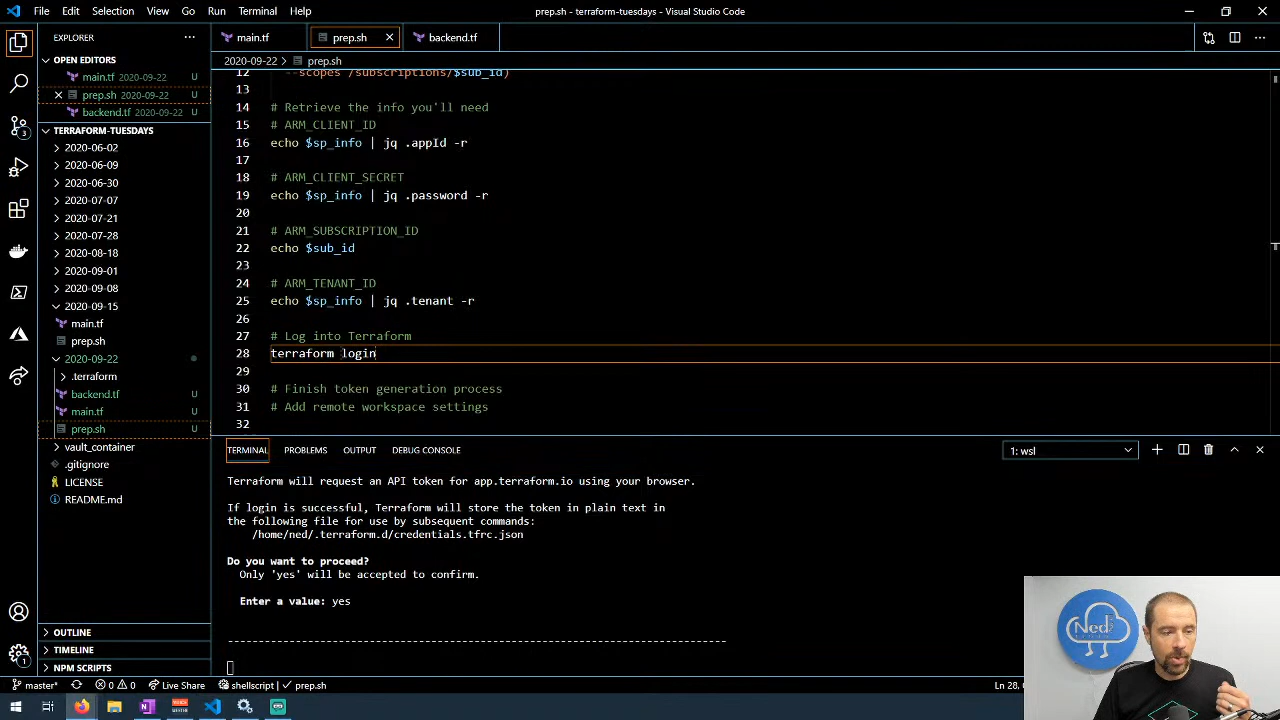 File Edit Selection View Go Run Terminal Help
prep.sh - terraform-tuesdays - Visual Studio Code
EXPLORER
OPEN EDITORS
main.tf 2020-09-22 U
prep.sh 2020-09-22 U
backend.tf 2020-09-22 U
TERRAFORM-TUESDAYS
2020-06-02
2020-06-09
2020-06-30
2020-07-07
2020-07-21
2020-07-28
2020-08-18
2020-09-01
2020-09-08
2020-09-15
main.tf
prep.sh
2020-09-22
.terraform
backend.tf U
main.tf U
prep.sh U
vault_container
.gitignore
LICENSE
README.md
OUTLINE
TIMELINE
NPM SCRIPTS
main.tf prep.sh backend.tf
2020-09-22 > prep.sh
12 --scopes /subscriptions/$sub_id)
13
14 # Retrieve the info you'll need
15 # ARM_CLIENT_ID
16 echo $sp_info | jq .appId -r
17
18 # ARM_CLIENT_SECRET
19 echo $sp_info | jq .password -r
20
21 # ARM_SUBSCRIPTION_ID
22 echo $sub_id
23
24 # ARM_TENANT_ID
25 echo $sp_info | jq .tenant -r
26
27 # Log into Terraform
28 terraform login
29
30 # Finish token generation process
31 # Add remote workspace settings
32
TERMINAL PROBLEMS OUTPUT DEBUG CONSOLE 1: wsl
Terraform will request an API token for app.terraform.io using your browser.
If login is successful, Terraform will store the token in plain text in
the following file for use by subsequent commands:
/home/ned/.terraform.d/credentials.tfrc.json
Do you want to proceed?
Only 'yes' will be accepted to confirm.
Enter a value: yes
---------------------------------------------------------------------------------
Ned
3
1
master* 0 0 Live Share shellscript prep.sh
Ln 28,